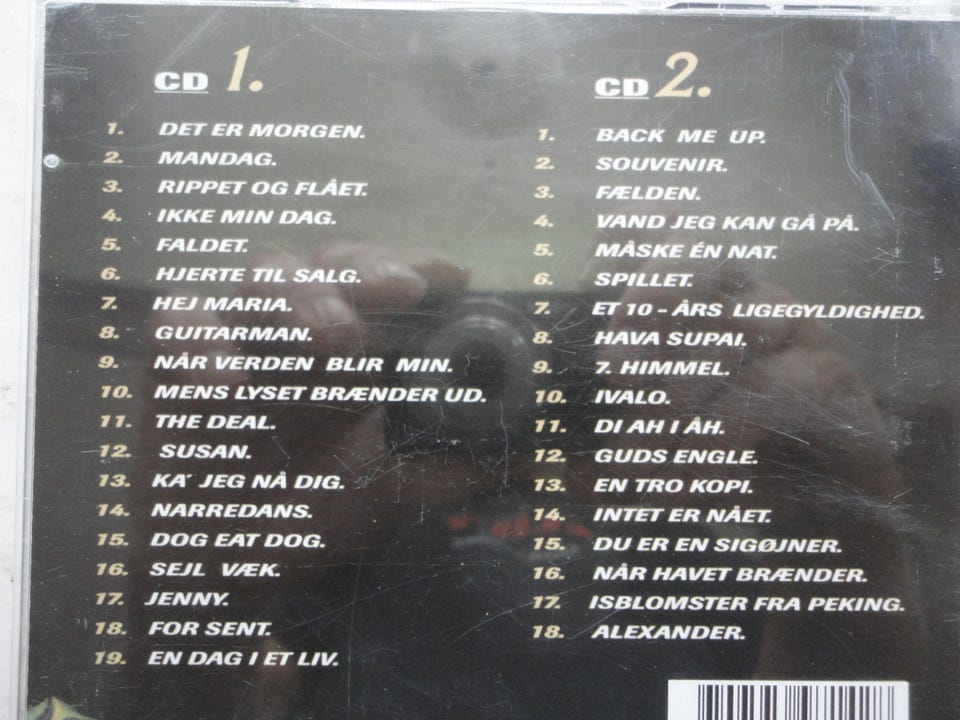 CD 1.
1. DET ER MORGEN.
2. MANDAG.
3. RIPPET OG FLÅET.
4. IKKE MIN DAG.
5. FALDET.
6. HJERTE TIL SALG.
7. HEJ MARIA.
8. GUITARMAN.
9. NÅR VERDEN BLIR MIN.
10. MENS LYSET BRÆNDER UD.
11. THE DEAL.
12. SUSAN.
13. KA´ JEG NÅ DIG.
14. NARREDANS.
15. DOG EAT DOG.
16. SEJL VÆK.
17. JENNY.
18. FOR SENT.
19. EN DAG I ET LIV.
CD 2.
1. BACK ME UP.
2. SOUVENIR.
3. FÆLDEN.
4. VAND JEG KAN GÅ PÅ.
5. MÅSKE ÉN NAT.
6. SPILLET.
7. ET 10 - ÅRS LIGEGYLDIGHED.
8. HAVA SUPAI.
9. 7. HIMMEL.
10. IVALO.
11. DI AH I ÅH.
12. GUDS ENGLE.
13. EN TRO KOPI.
14. INTET ER NÅET.
15. DU ER EN SIGØJNER.
16. NÅR HAVET BRÆNDER.
17. ISBLOMSTER FRA PEKING.
18. ALEXANDER.